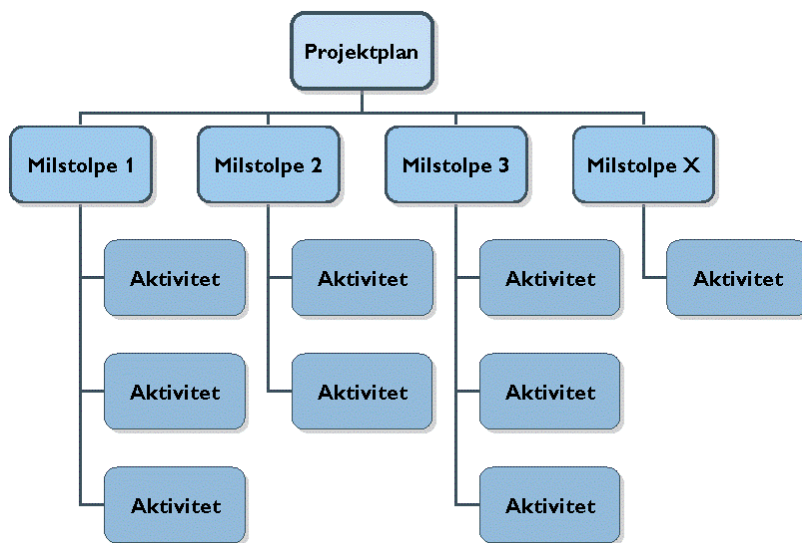 Projektplan
Milstolpe 1
Milstolpe 2
Milstolpe 3
Milstolpe X
Aktivitet
Aktivitet
Aktivitet
Aktivitet
Aktivitet
Aktivitet
Aktivitet
Aktivitet
Aktivitet